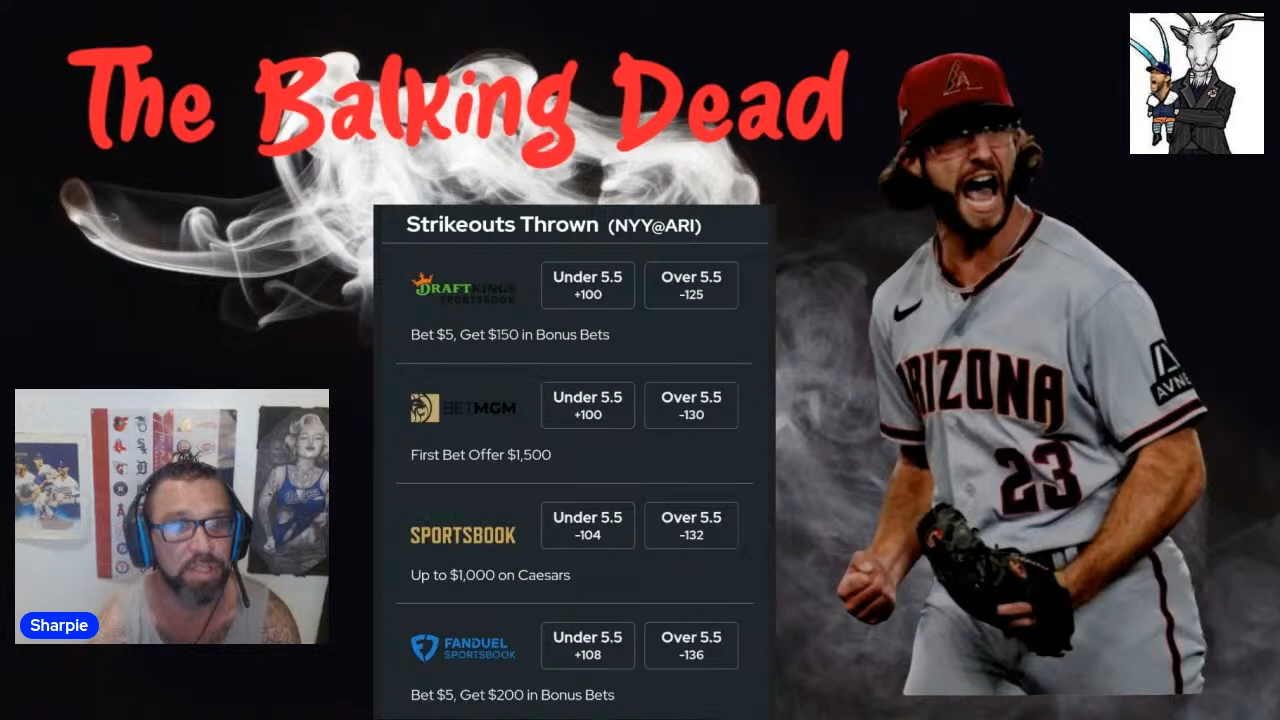 The Balking Dead
Strikeouts Thrown (NYY@ARI)
DRAFTKINGS
SPORTSBOOK
Under 5.5
+100
Over 5.5
-125
Bet $5, Get $150 in Bonus Bets
BETMGM
Under 5.5
+100
Over 5.5
-130
First Bet Offer $1,500
SPORTSBOOK
Under 5.5
-104
Over 5.5
-132
Up to $1,000 on Caesars
FANDUEL
SPORTSBOOK
Under 5.5
+108
Over 5.5
-136
Bet $5, Get $200 in Bonus Bets
Sharpie
A
ARIZONA
23
AVNE